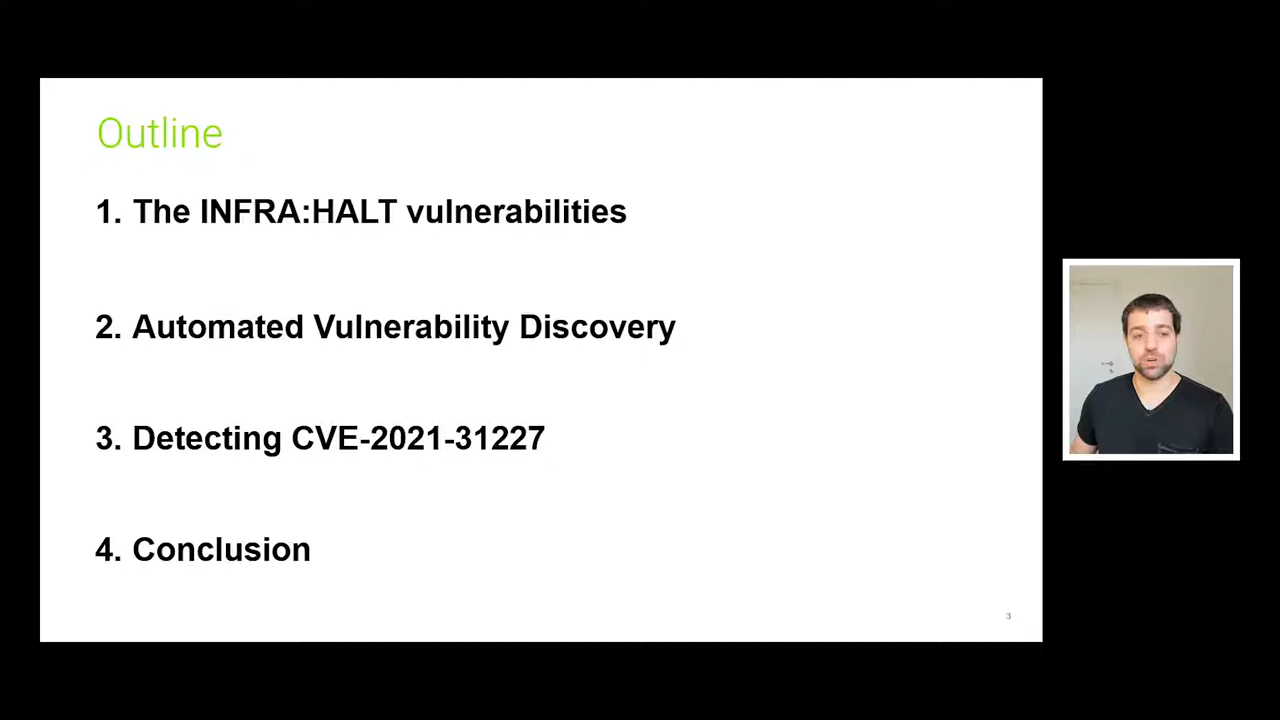 Outline
1. The INFRA:HALT vulnerabilities
2. Automated Vulnerability Discovery
3. Detecting CVE-2021-31227
4. Conclusion
3